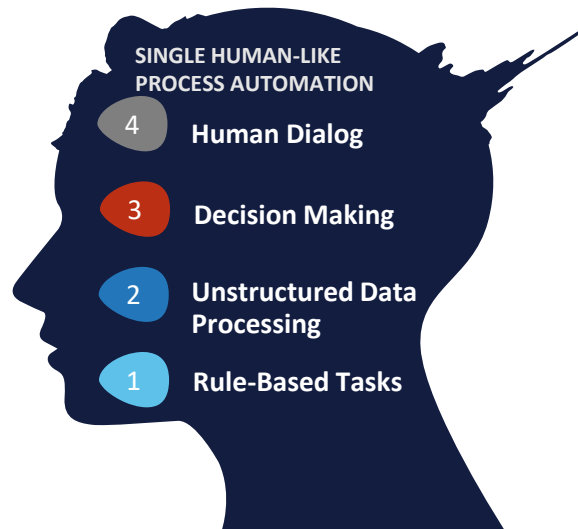 SINGLE HUMAN-LIKE
PROCESS AUTOMATION
4 Human Dialog
3 Decision Making
2 Unstructured Data
Processing
1 Rule-Based Tasks